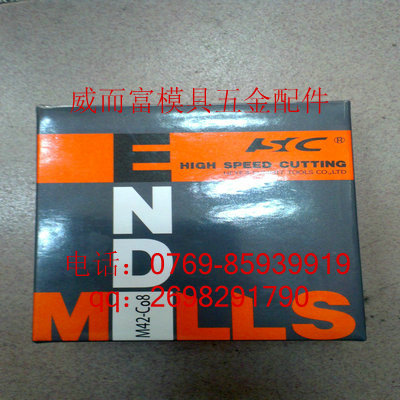 威而富模具五金配件
HSC®
HIGH SPEED CUTTING
TOOLS CO.,LTD
END
MILLS
M42-Co8
电话：0769-85939919
qq：2698291790